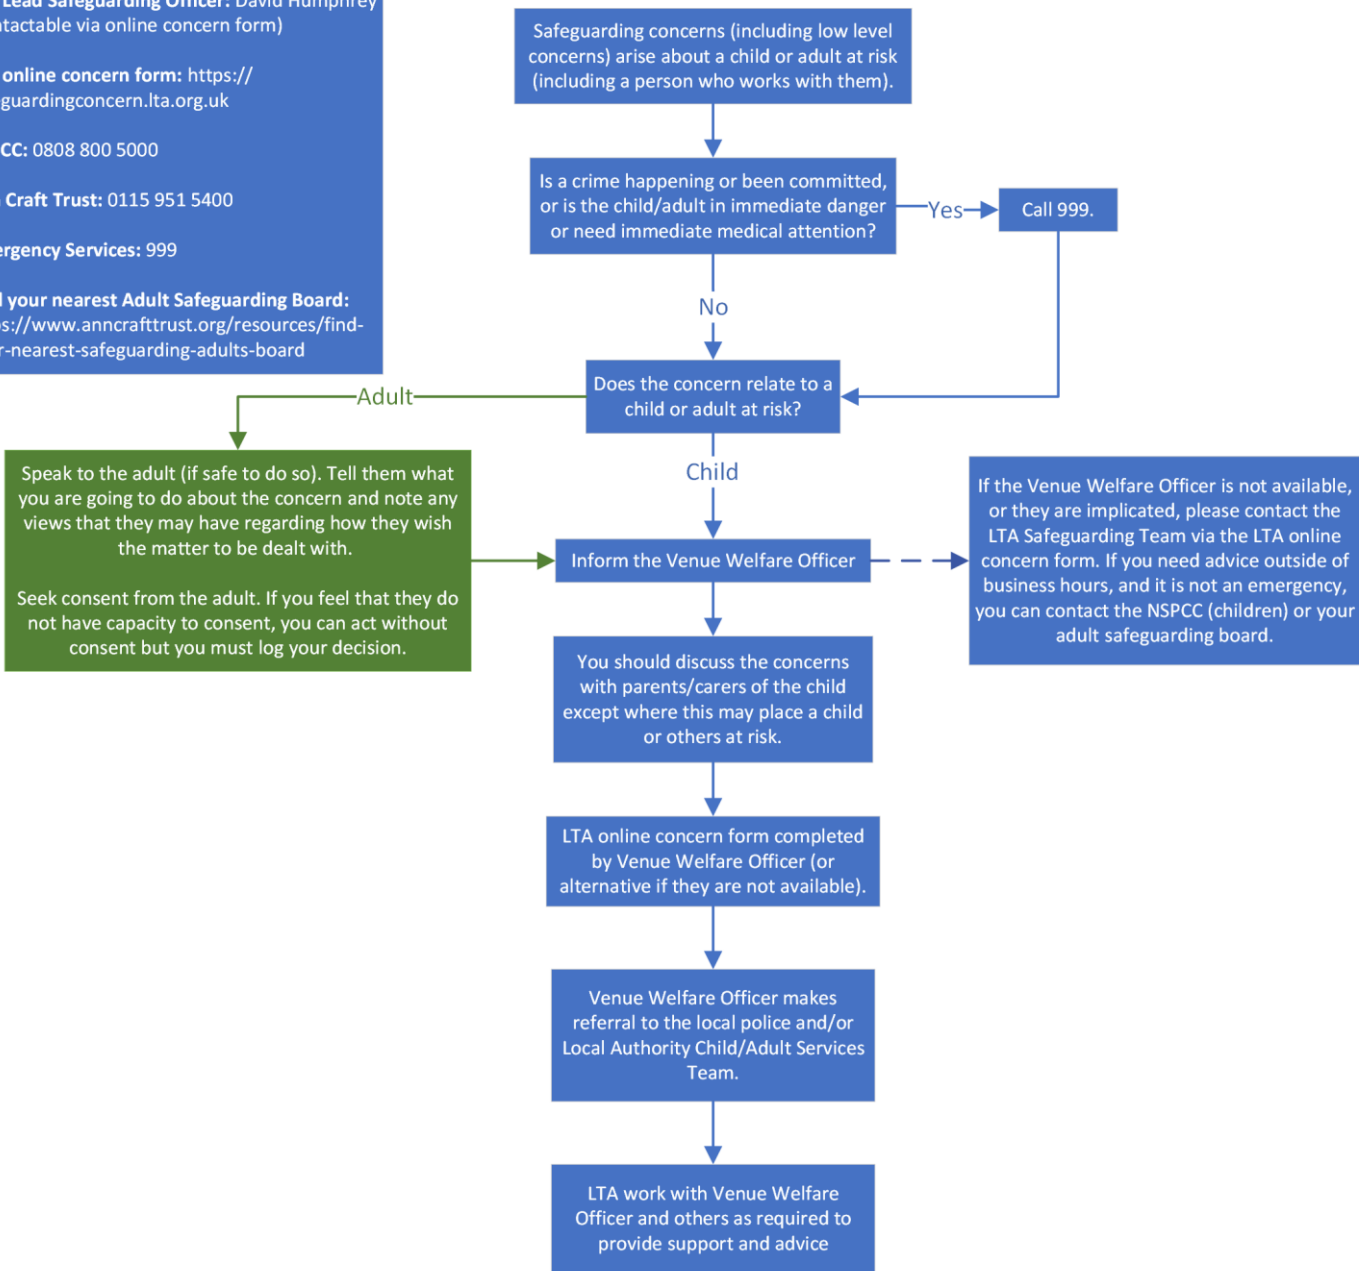 Lead Safeguarding Officer: David Humphrey
via online concern form)
online concern form: https://
guardingconcern.lta.org.uk
CC: 0808 800 5000
Craft Trust: 0115 951 5400
ergency Services: 999
your nearest Adult Safeguarding Board:
s://www.anncrafttrust.org/resources/find-
r-nearest-safeguarding-adults-board
Safeguarding concerns (including low level
concerns) arise about a child or adult at risk
(including a person who works with them).
Is a crime happening or been committed,
or is the child/adult in immediate danger
or need immediate medical attention?
Yes
Call 999.
No
Does the concern relate to a
child or adult at risk?
Adult
Speak to the adult (if safe to do so). Tell them what
you are going to do about the concern and note any
views that they may have regarding how they wish
the matter to be dealt with.
Seek consent from the adult. If you feel that they do
not have capacity to consent, you can act without
consent but you must log your decision.
Child
Inform the Venue Welfare Officer
If the Venue Welfare Officer is not available,
or they are implicated, please contact the
LTA Safeguarding Team via the LTA online
concern form. If you need advice outside of
business hours, and it is not an emergency,
you can contact the NSPCC (children) or your
adult safeguarding board.
You should discuss the concerns
with parents/carers of the child
except where this may place a child
or others at risk.
LTA online concern form completed
by Venue Welfare Officer (or
alternative if they are not available).
Venue Welfare Officer makes
referral to the local police and/or
Local Authority Child/Adult Services
Team.
LTA work with Venue Welfare
Officer and others as required to
provide support and advice